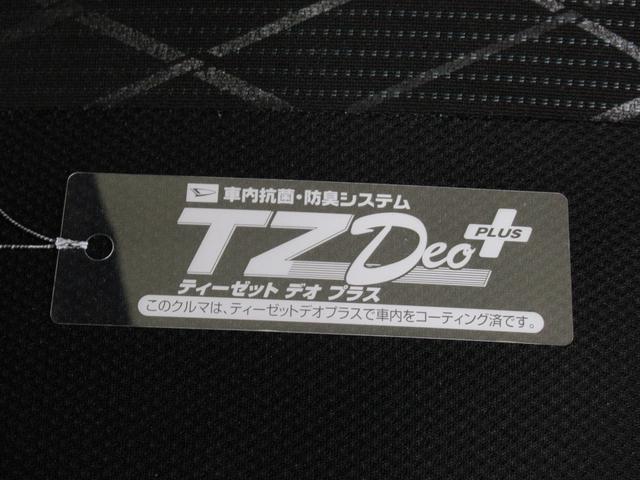 車内抗菌・防臭システム
TZDeo PLUS
ティーゼット デオ プラス
このクルマは、ティーゼットデオプラスで車内をコーティング済です。